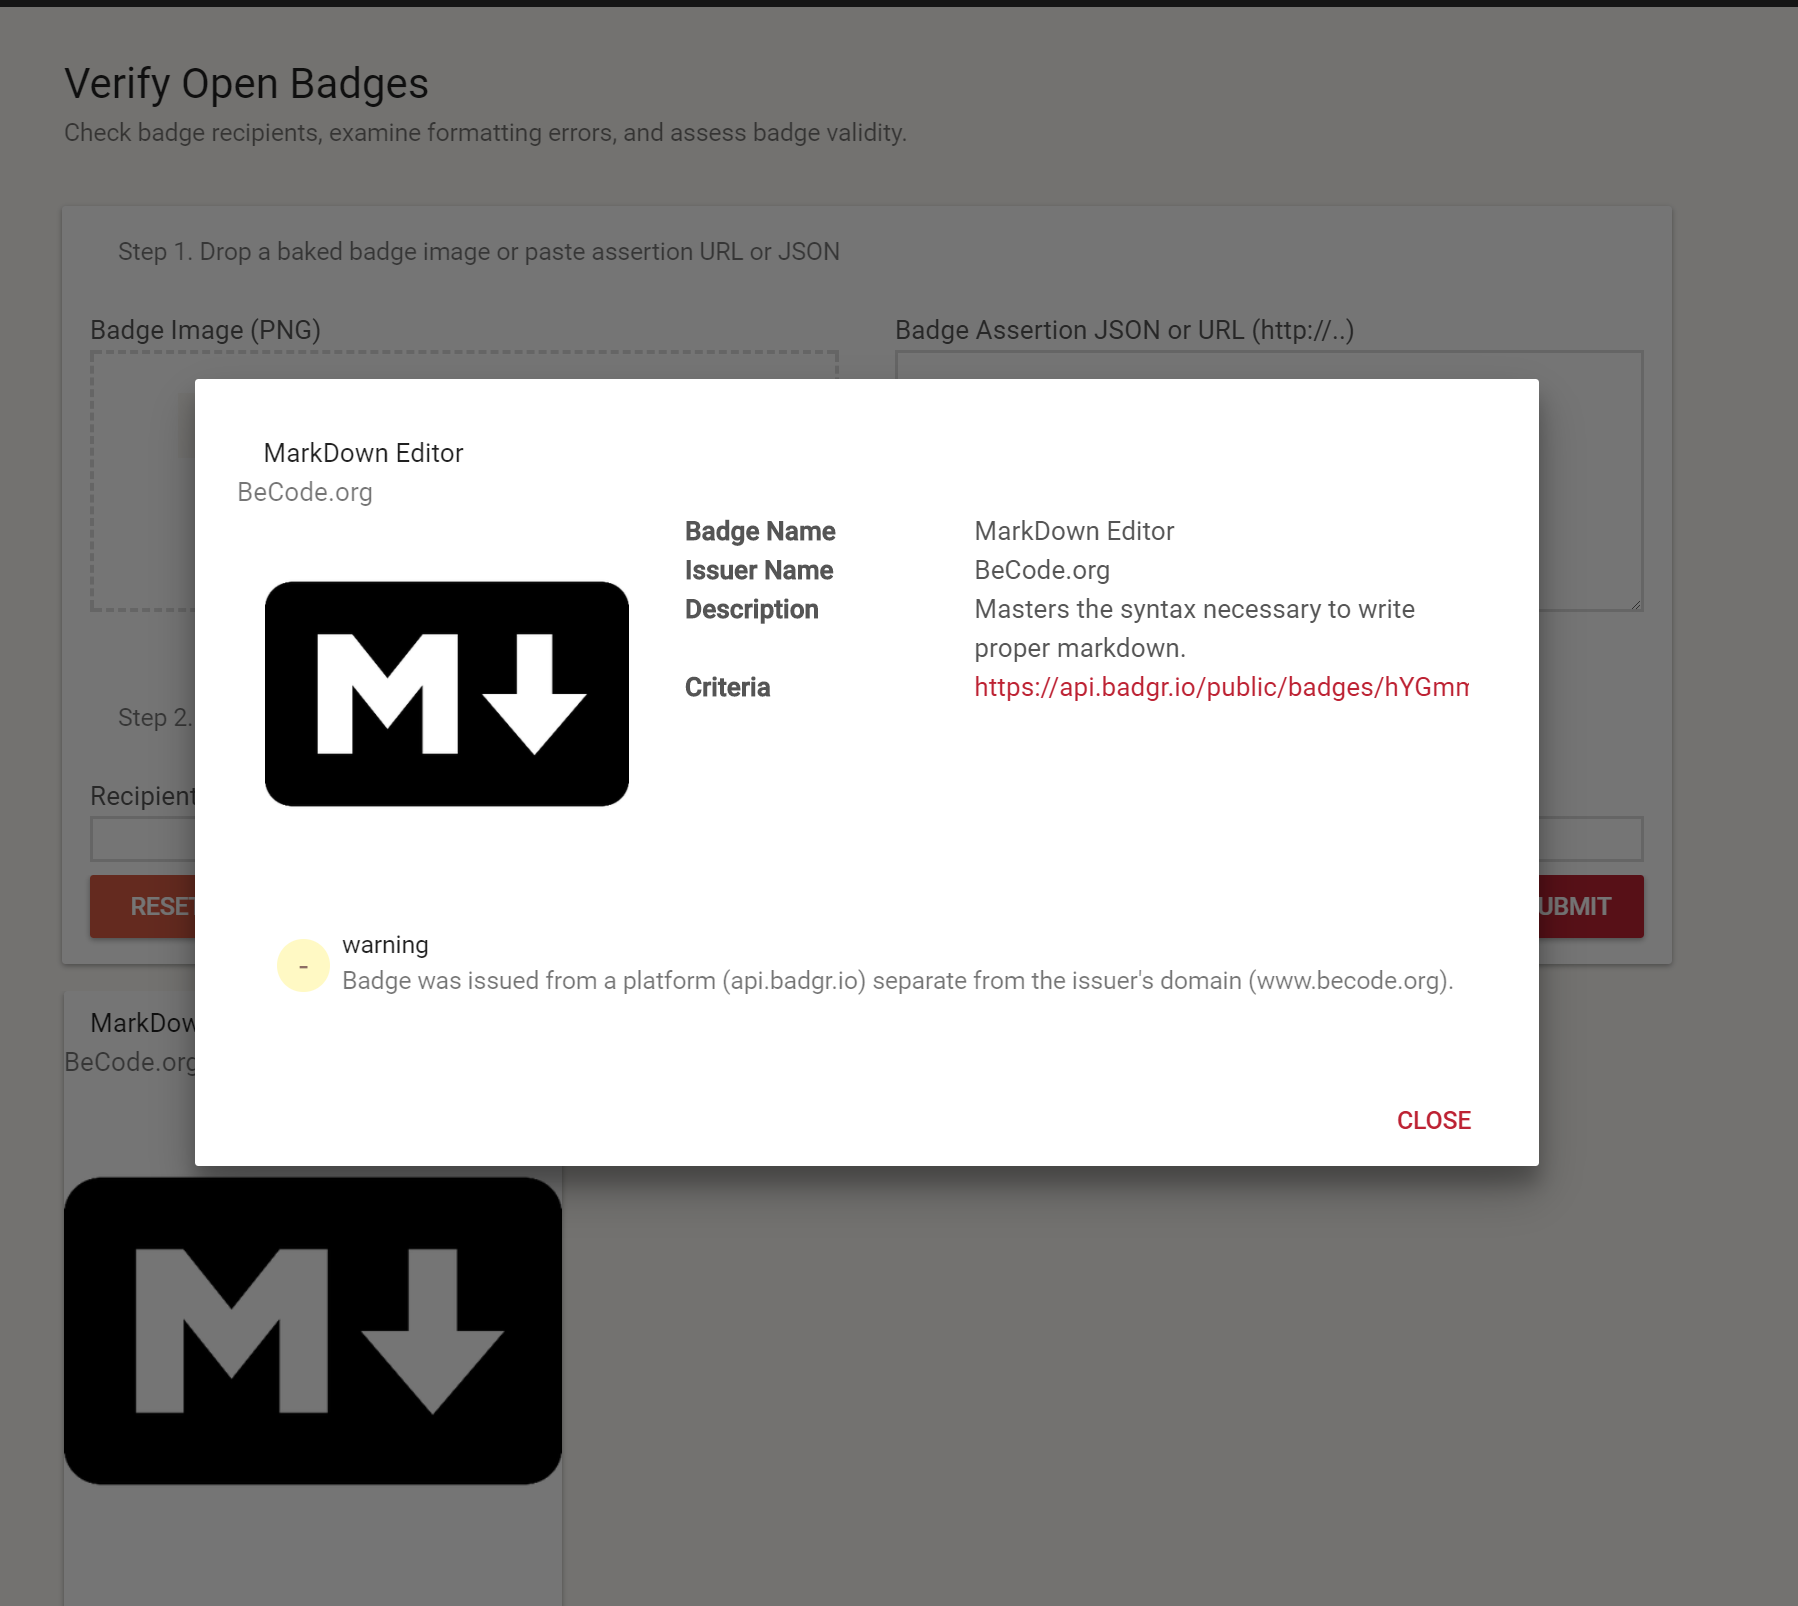 Verify Open Badges
Check badge recipients, examine formatting errors, and assess badge validity.
Step 1. Drop a baked badge image or paste assertion URL or JSON
Badge Image (PNG)
Badge Assertion JSON or URL (http://..)
MarkDown Editor
BeCode.org
Badge Name MarkDown Editor
Issuer Name BeCode.org
Description Masters the syntax necessary to write
proper markdown.
Criteria https://api.badgr.io/public/badges/hYGmm
M
-
warning
Badge was issued from a platform (api.badgr.io) separate from the issuer's domain (www.becode.org).
CLOSE
Step 2.
Recipient
RESET
UBMIT
MarkDow
BeCode.org
M